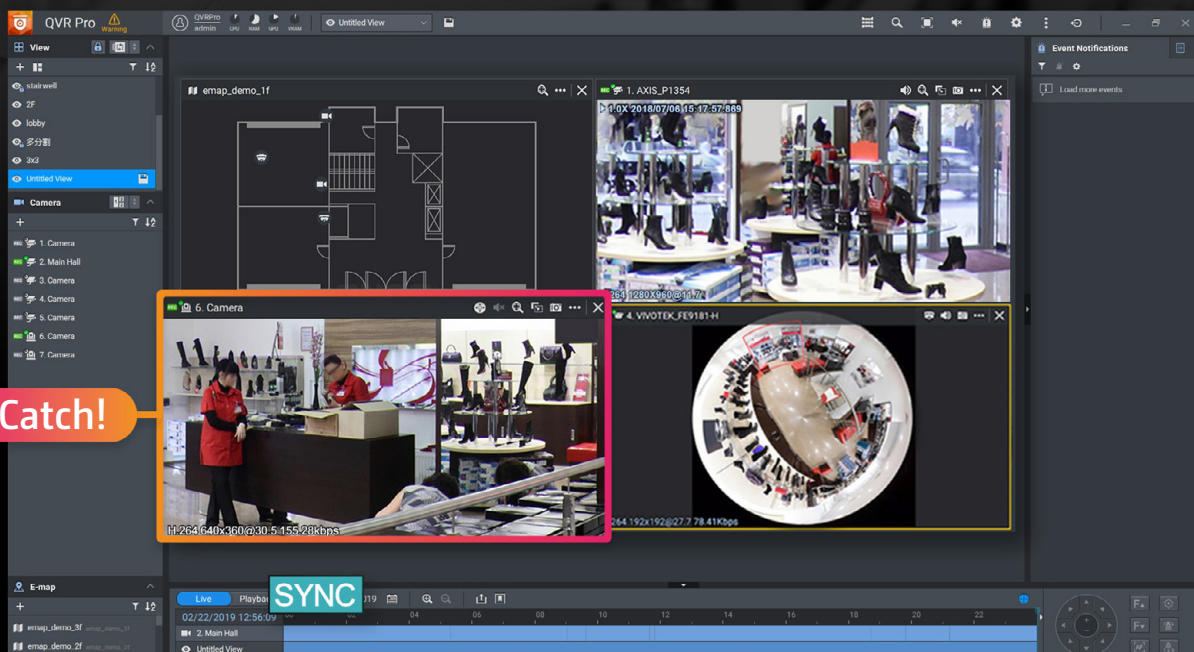 QVR Pro
Warning
QVRPro
admin
CPU RAM GPU VRAM
Untitled View
View
stairwell
2F
lobby
多分割
3x3
Untitled View
Camera
1. Camera
2. Main Hall
3. Camera
4. Camera
5. Camera
6. Camera
7. Camera
Catch!
E-map
emap_demo_3f emap_demo_3f
emap_demo_2f emap_demo_2f
emap_demo_1f
1. AXIS_P1354
1.0X 2018/07/06 15:17:57.869
264 1280X960@11.7
6. Camera
H.264 640x360@30.5 155.28kbps
4. VIVOTEK_FE9181-H
264 192x192@27.7 78.41Kbps
Event Notifications
Load more events
Live Playba
SYNC
019
02/22/2019 12:56:09
04 06 08 10 12 14 16 18 20 22
2. Main Hall
Untitled View